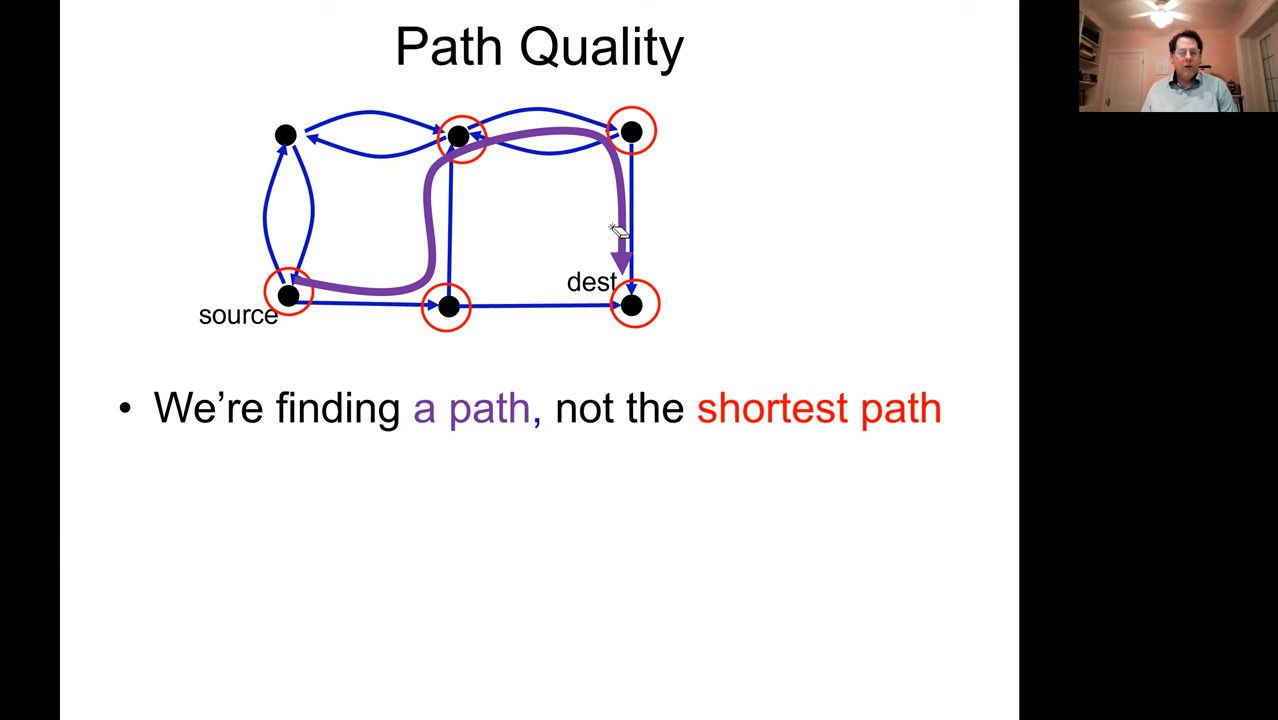 Path Quality
dest
source
• We’re finding a path, not the shortest path